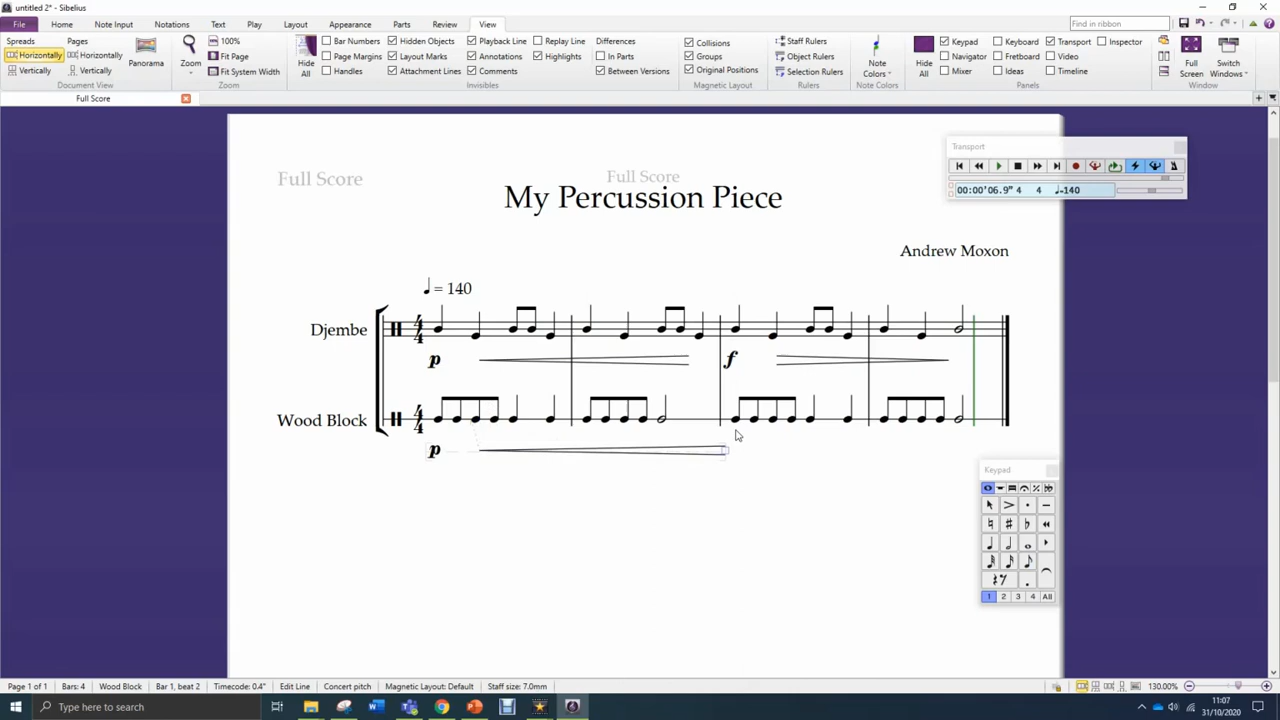 untitled 2* - Sibelius
File Home Note Input Notations Text Play Layout Appearance Parts Review View Find in ribbon
Spreads Pages 100% Bar Numbers Hidden Objects Playback Line Replay Line Differences Collisions Staff Rulers Keypad Keyboard Transport Inspector
Horizontally Horizontally Fit Page Page Margins Layout Marks Annotations Highlights In Parts Groups Object Rulers Navigator Fretboard Video
Vertically Vertically Panorama Zoom Fit System Width Hide All Handles Attachment Lines Comments Between Versions Original Positions Selection Rulers Note Colors Hide All Mixer Ideas Timeline Full Screen Switch Windows
Document View Zoom Invisibles Magnetic Layout Rulers Note Colors Panels Window
Full Score
Transport
00:00'06.9" 4 4 ♩=140
Full Score
Full Score
My Percussion Piece
Andrew Moxon
♩ = 140
Djembe 4 4
p f
Wood Block 4 4
p
Keypad
1 2 3 4 All
Page 1 of 1 Bars: 4 Wood Block Bar 1, beat 2 Timecode: 0.4" Edit Line Concert pitch Magnetic Layout: Default Staff size: 7.0mm 130.00%
Type here to search
11:07
31/10/2020